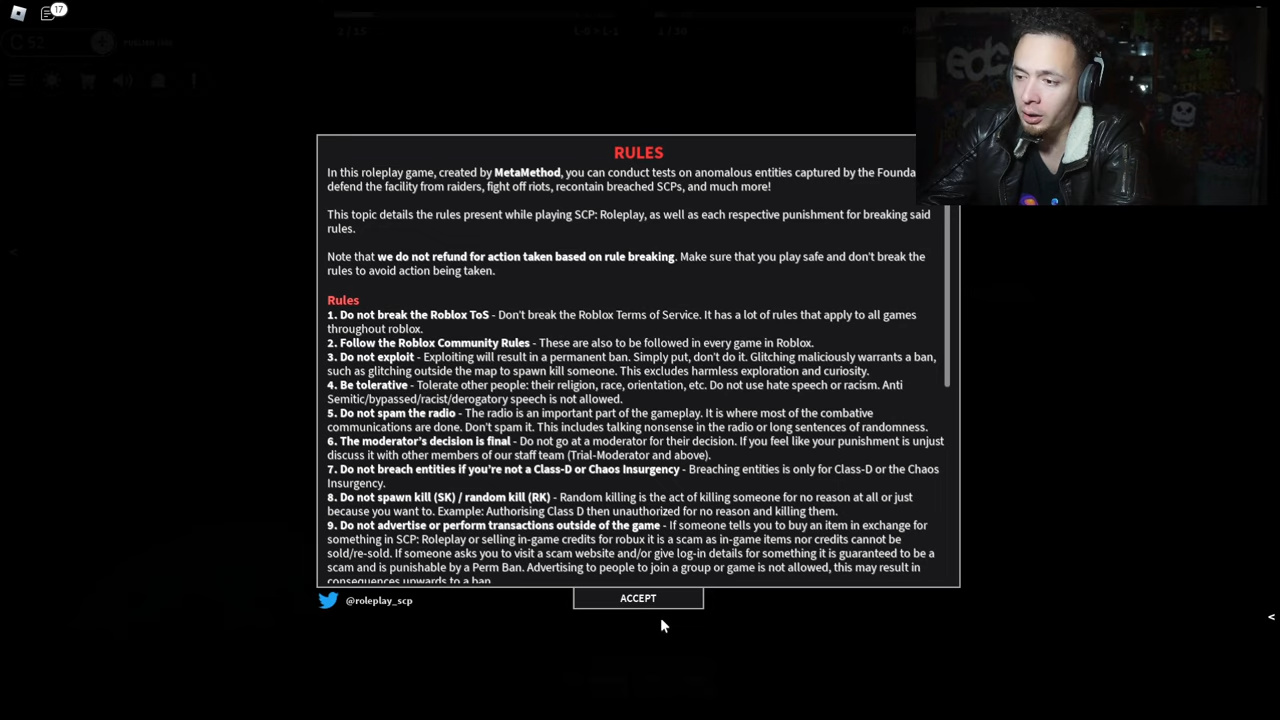 17
RULES
In this roleplay game, created by MetaMethod, you can conduct tests on anomalous entities captured by the Founda
defend the facility from raiders, fight off riots, recontain breached SCPs, and much more!
This topic details the rules present while playing SCP: Roleplay, as well as each respective punishment for breaking said
rules.
Note that we do not refund for action taken based on rule breaking. Make sure that you play safe and don't break the
rules to avoid action being taken.
Rules
1. Do not break the Roblox ToS - Don't break the Roblox Terms of Service. It has a lot of rules that apply to all games
throughout roblox.
2. Follow the Roblox Community Rules - These are also to be followed in every game in Roblox.
3. Do not exploit - Exploiting will result in a permanent ban. Simply put, don't do it. Glitching maliciously warrants a ban,
such as glitching outside the map to spawn kill someone. This excludes harmless exploration and curiosity.
4. Be tolerative - Tolerate other people: their religion, race, orientation, etc. Do not use hate speech or racism. Anti
Semitic/bypassed/racist/derogatory speech is not allowed.
5. Do not spam the radio - The radio is an important part of the gameplay. It is where most of the combative
communications are done. Don't spam it. This includes talking nonsense in the radio or long sentences of randomness.
6. The moderator's decision is final - Do not go at a moderator for their decision. If you feel like your punishment is unjust
discuss it with other members of our staff team (Trial-Moderator and above).
7. Do not breach entities if you're not a Class-D or Chaos Insurgency - Breaching entities is only for Class-D or the Chaos
Insurgency.
8. Do not spawn kill (SK) / random kill (RK) - Random killing is the act of killing someone for no reason at all or just
because you want to. Example: Authorising Class D then unauthorized for no reason and killing them.
9. Do not advertise or perform transactions outside of the game - If someone tells you to buy an item in exchange for
something in SCP: Roleplay or selling in-game credits for robux it is a scam as in-game items nor credits cannot be
sold/re-sold. If someone asks you to visit a scam website and/or give log-in details for something it is guaranteed to be a
scam and is punishable by a Perm Ban. Advertising to people to join a group or game is not allowed, this may result in
consequences upwards to a ban.
@roleplay_scp
ACCEPT